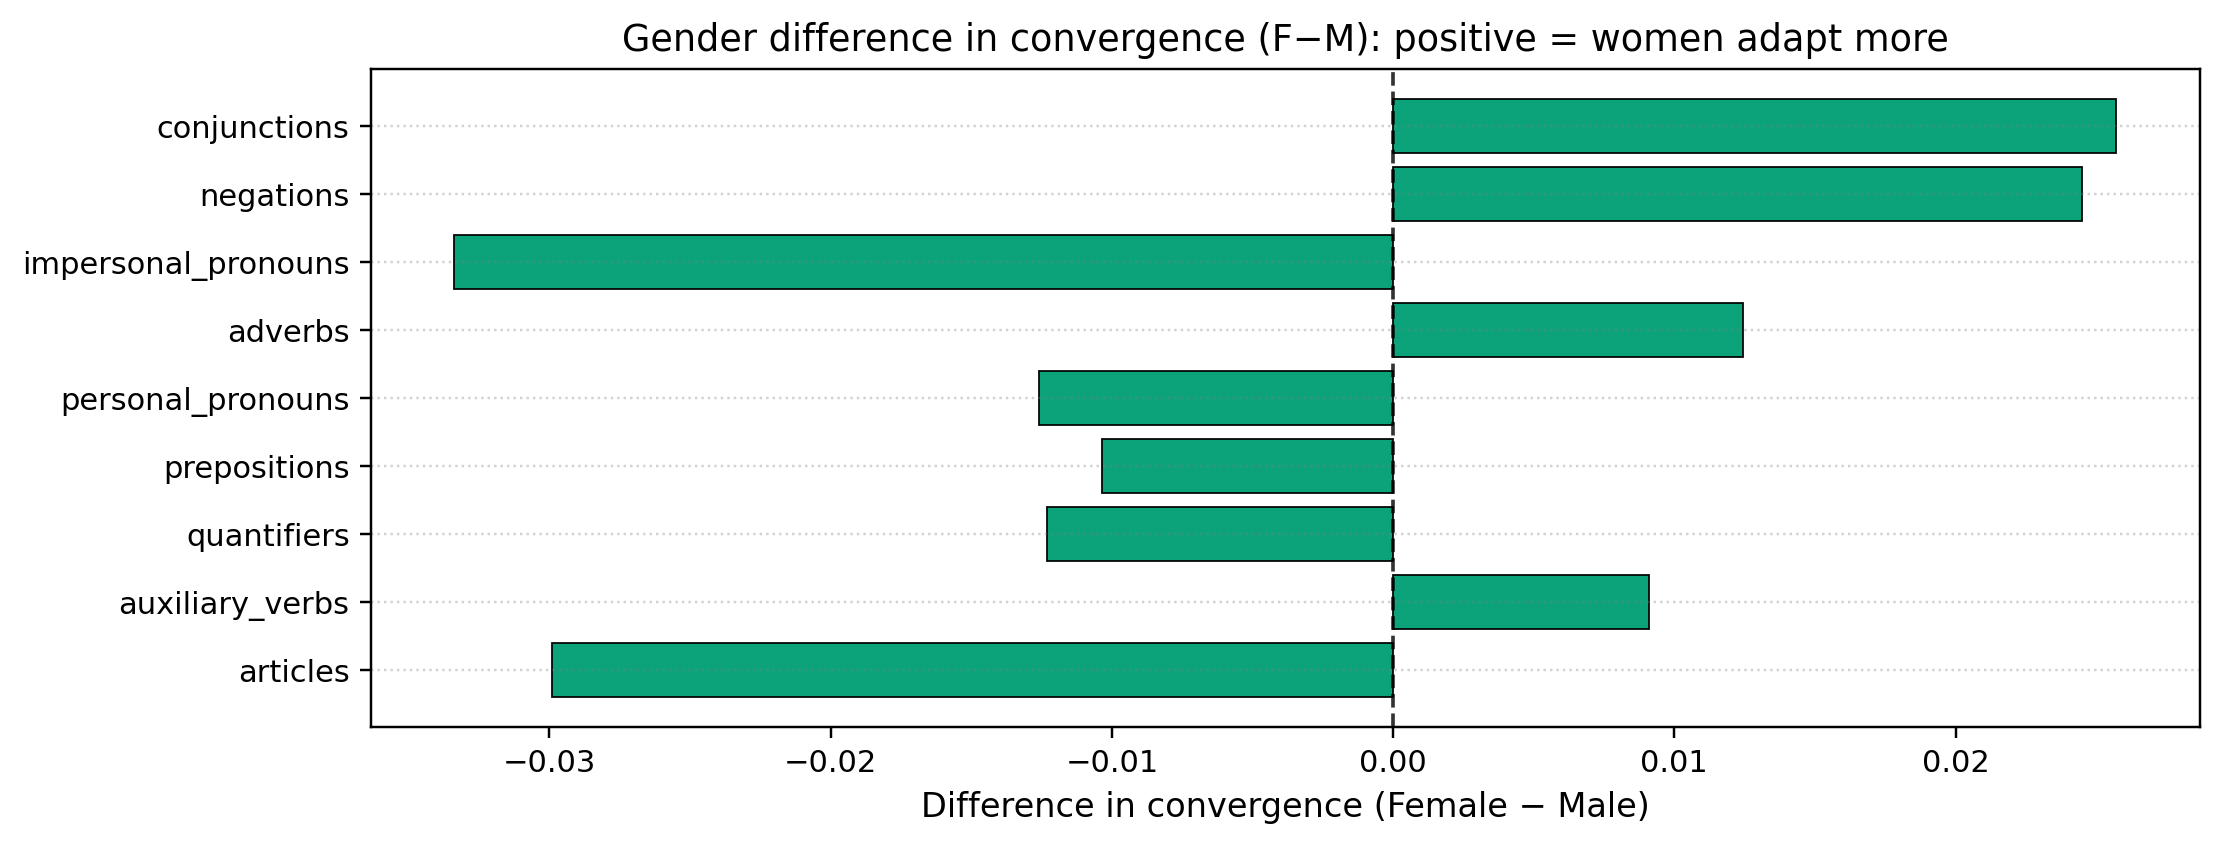 Gender difference in convergence (F−M): positive = women adapt more
conjunctions
negations
impersonal_pronouns
adverbs
personal_pronouns
prepositions
quantifiers
auxiliary_verbs
articles
−0.03 −0.02 −0.01 0.00 0.01 0.02
Difference in convergence (Female − Male)